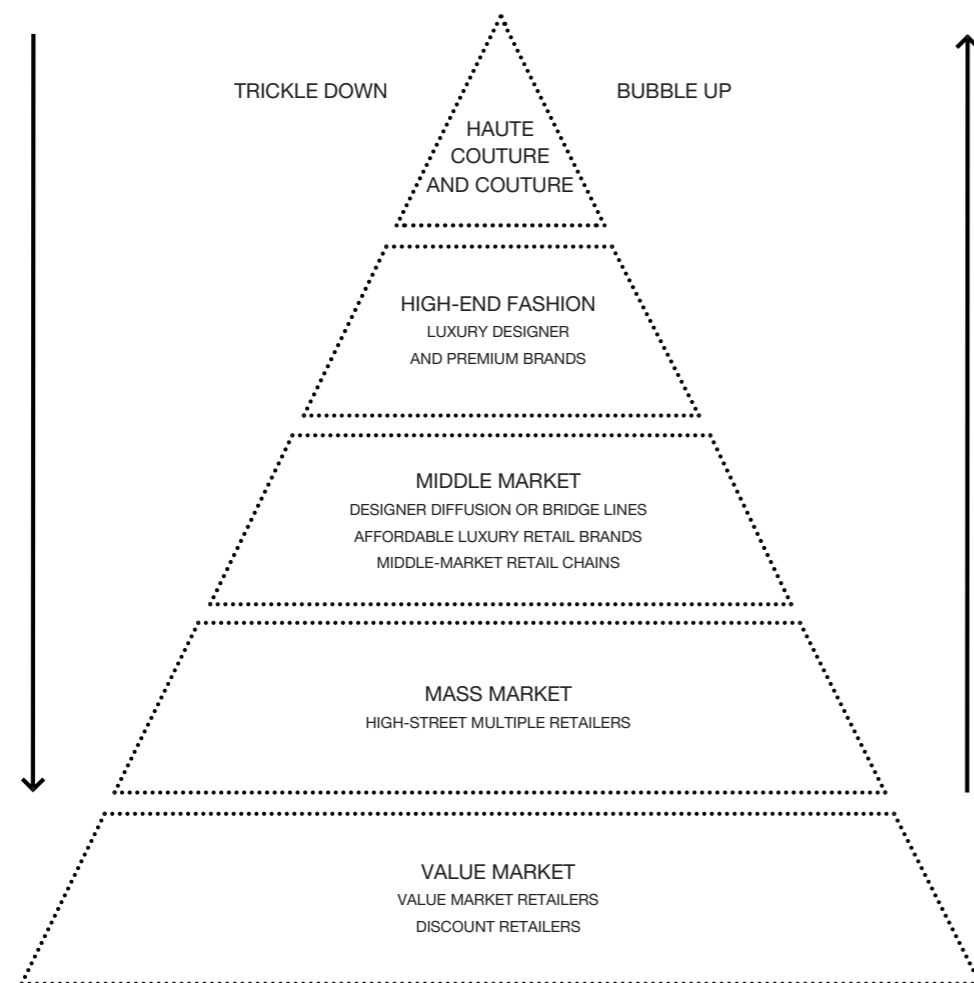 TRICKLE DOWN
BUBBLE UP
HAUTE
COUTURE
AND COUTURE
HIGH-END FASHION
LUXURY DESIGNER
AND PREMIUM BRANDS
MIDDLE MARKET
DESIGNER DIFFUSION OR BRIDGE LINES
AFFORDABLE LUXURY RETAIL BRANDS
MIDDLE-MARKET RETAIL CHAINS
MASS MARKET
HIGH-STREET MULTIPLE RETAILERS
VALUE MARKET
VALUE MARKET RETAILERS
DISCOUNT RETAILERS